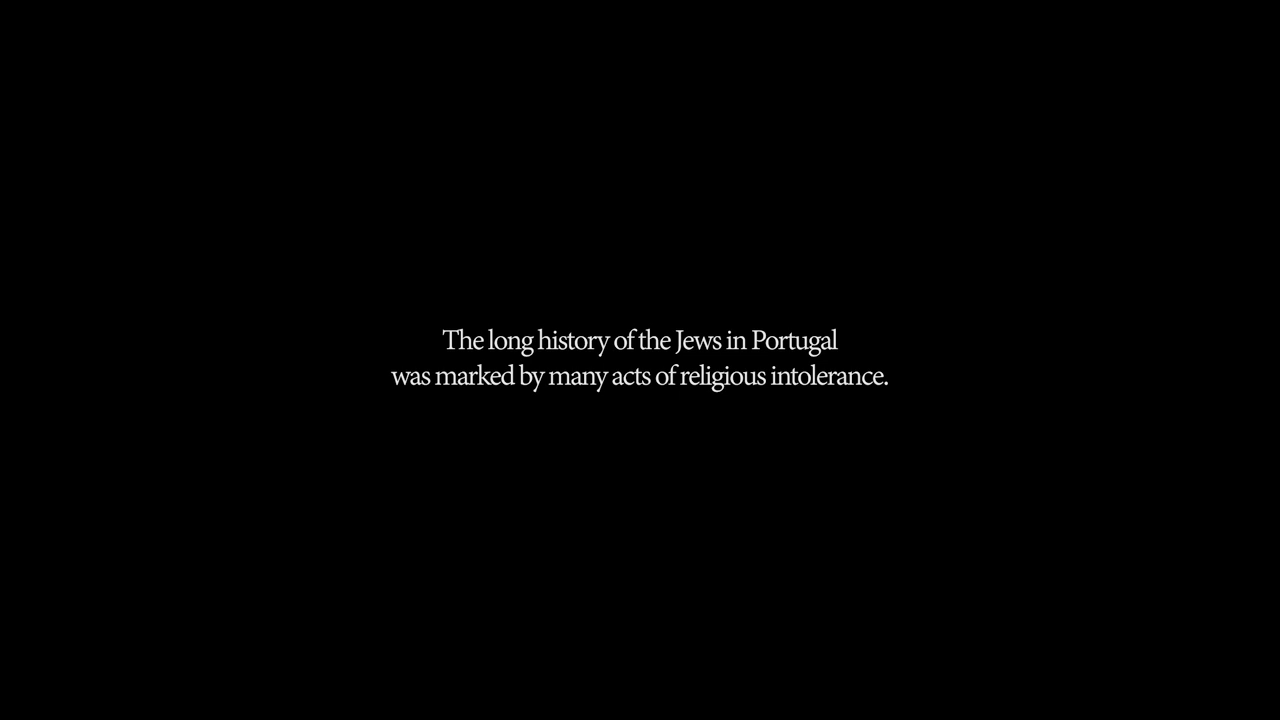 The long history of the Jews in Portugal
was marked by many acts of religious intolerance.